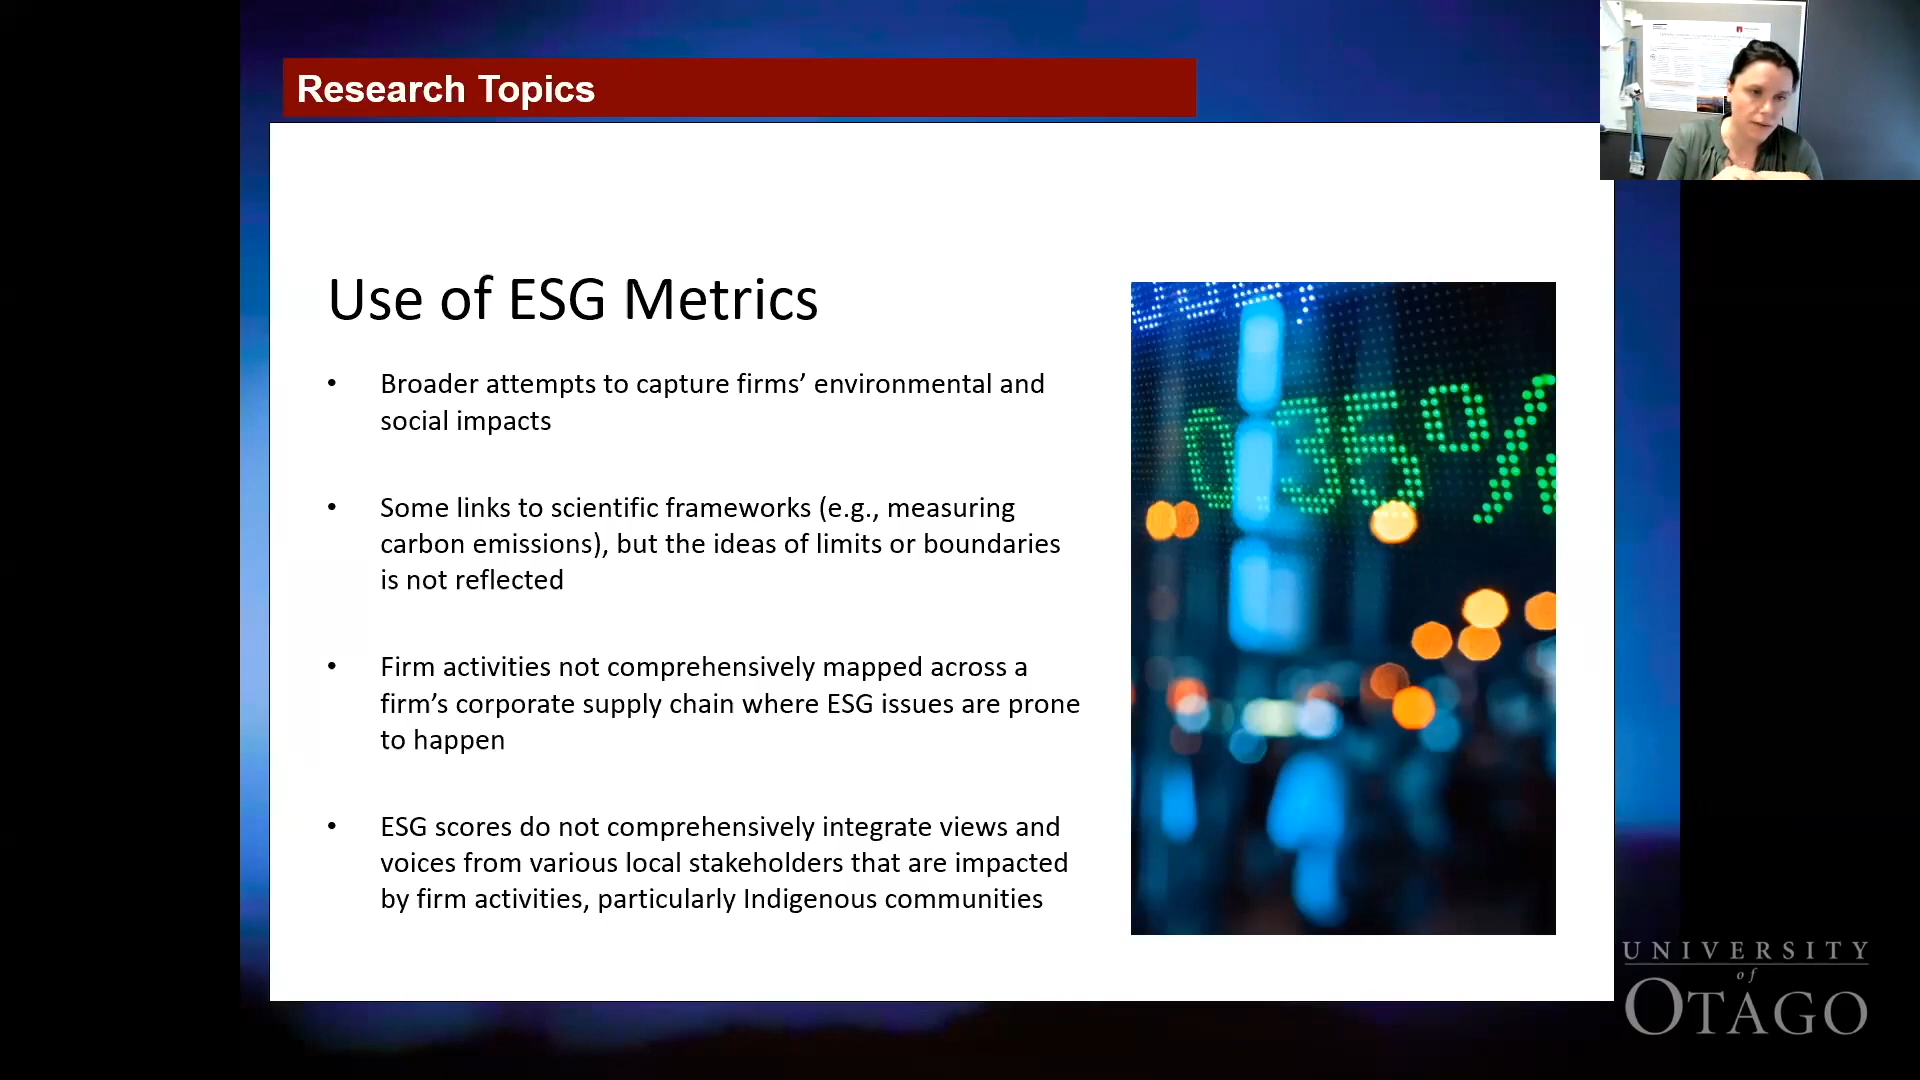 Research Topics
Use of ESG Metrics
• Broader attempts to capture firms’ environmental and
social impacts
• Some links to scientific frameworks (e.g., measuring
carbon emissions), but the ideas of limits or boundaries
is not reflected
• Firm activities not comprehensively mapped across a
firm’s corporate supply chain where ESG issues are prone
to happen
• ESG scores do not comprehensively integrate views and
voices from various local stakeholders that are impacted
by firm activities, particularly Indigenous communities
0.35%
UNIVERSITY
of
OTAGO